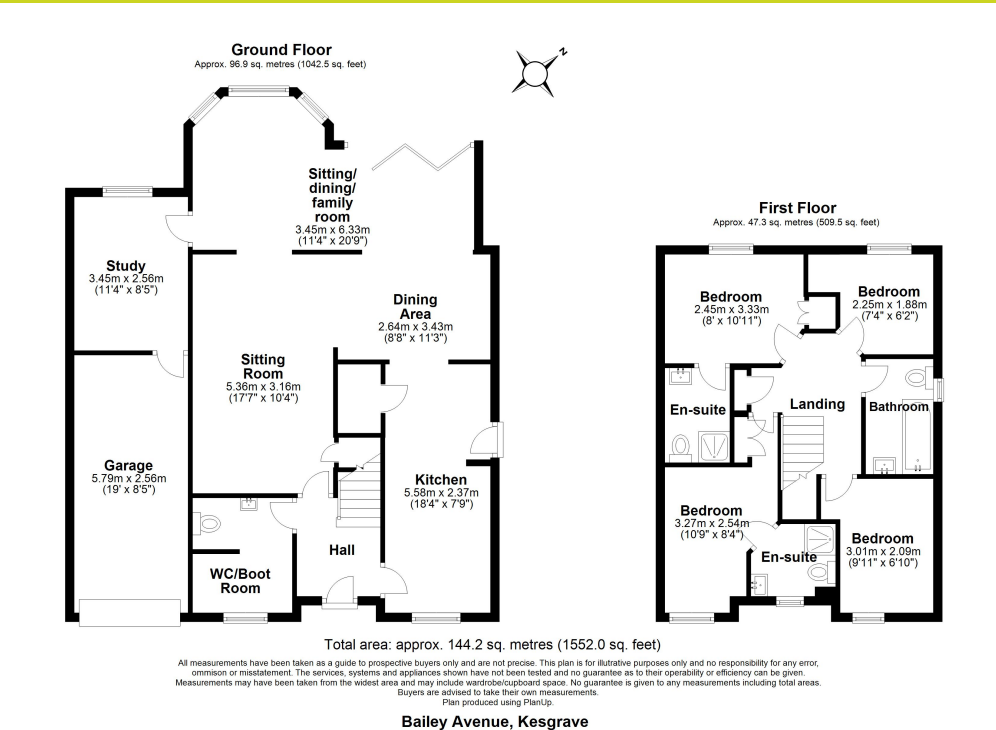 Ground Floor
Approx. 96.9 sq. metres (1042.5 sq. feet)
N
Sitting/
dining/
family
room
3.45m x 6.33m
(11'4" x 20'9")
Study
3.45m x 2.56m
(11'4" x 8'5")
Dining
Area
2.64m x 3.43m
(8'8" x 11'3")
Sitting
Room
5.36m x 3.16m
(17'7" x 10'4")
Garage
5.79m x 2.56m
(19' x 8'5")
Kitchen
5.58m x 2.37m
(18'4" x 7'9")
Hall
WC/Boot
Room
First Floor
Approx. 47.3 sq. metres (509.5 sq. feet)
Bedroom
2.45m x 3.33m
(8' x 10'11")
Bedroom
2.25m x 1.88m
(7'4" x 6'2")
En-suite
Landing
Bathroom
Bedroom
3.27m x 2.54m
(10'9" x 8'4")
En-suite
Bedroom
3.01m x 2.09m
(9'11" x 6'10")
Total area: approx. 144.2 sq. metres (1552.0 sq. feet)
All measurements have been taken as a guide to prospective buyers only and are not precise. This plan is for illutrative purposes only and no responsibility for any error,
ommison or misstatement. The services, systems and appliances shown have not been tested and no guarantee as to their operability or efficiency can be given.
Measurements may have been taken from the widest area and may include wardrobe/cupboard space. No guarantee is given to any measurements including total areas.
Buyers are advised to take their own measurements.
Plan produced using PlanUp.
Bailey Avenue, Kesgrave